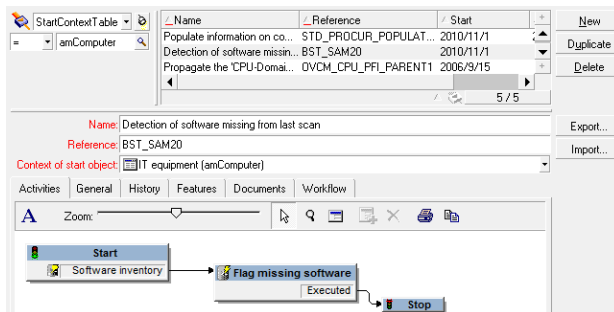 StartContextTable
Name Reference Start
New
= amComputer
Populate information on co... STD_PROCUR_POPULAT... 2010/11/1
Detection of software missin... BST_SAM20 2010/11/1
Duplicate
Propagate the 'CPU-Domai... OVCM_CPU_PFI_PARENT1 2006/9/15
Delete
5 / 5
Name: Detection of software missing from last scan
Export...
Reference: BST_SAM20
Import...
Context of start object: IT equipment (amComputer)
Activities General History Features Documents Workflow
A Zoom:
Start
Software inventory
Flag missing software
Executed
Stop